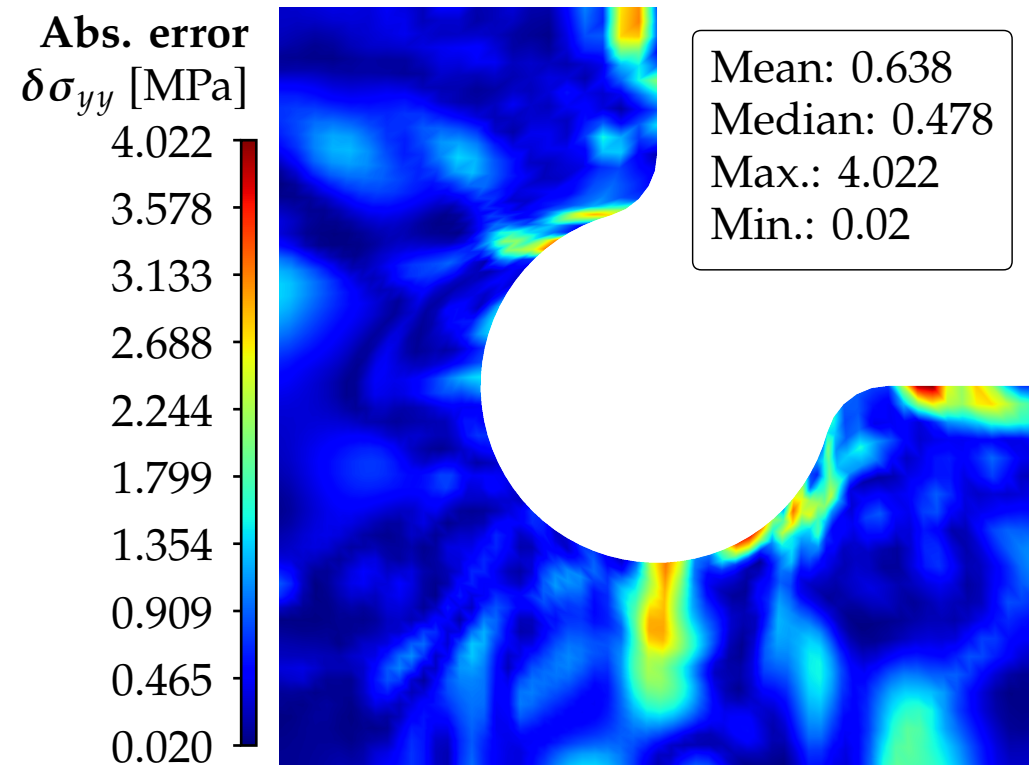 Abs. error
δσyy [MPa]
4.022
3.578
3.133
2.688
2.244
1.799
1.354
0.909
0.465
0.020
Mean: 0.638
Median: 0.478
Max.: 4.022
Min.: 0.02